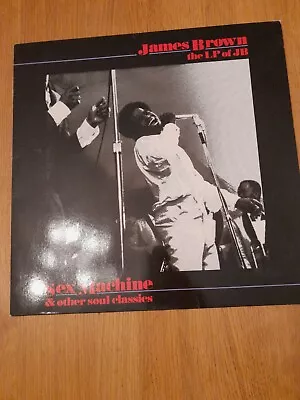 James Brown
the LP of JB
Sex Machine
& other soul classics